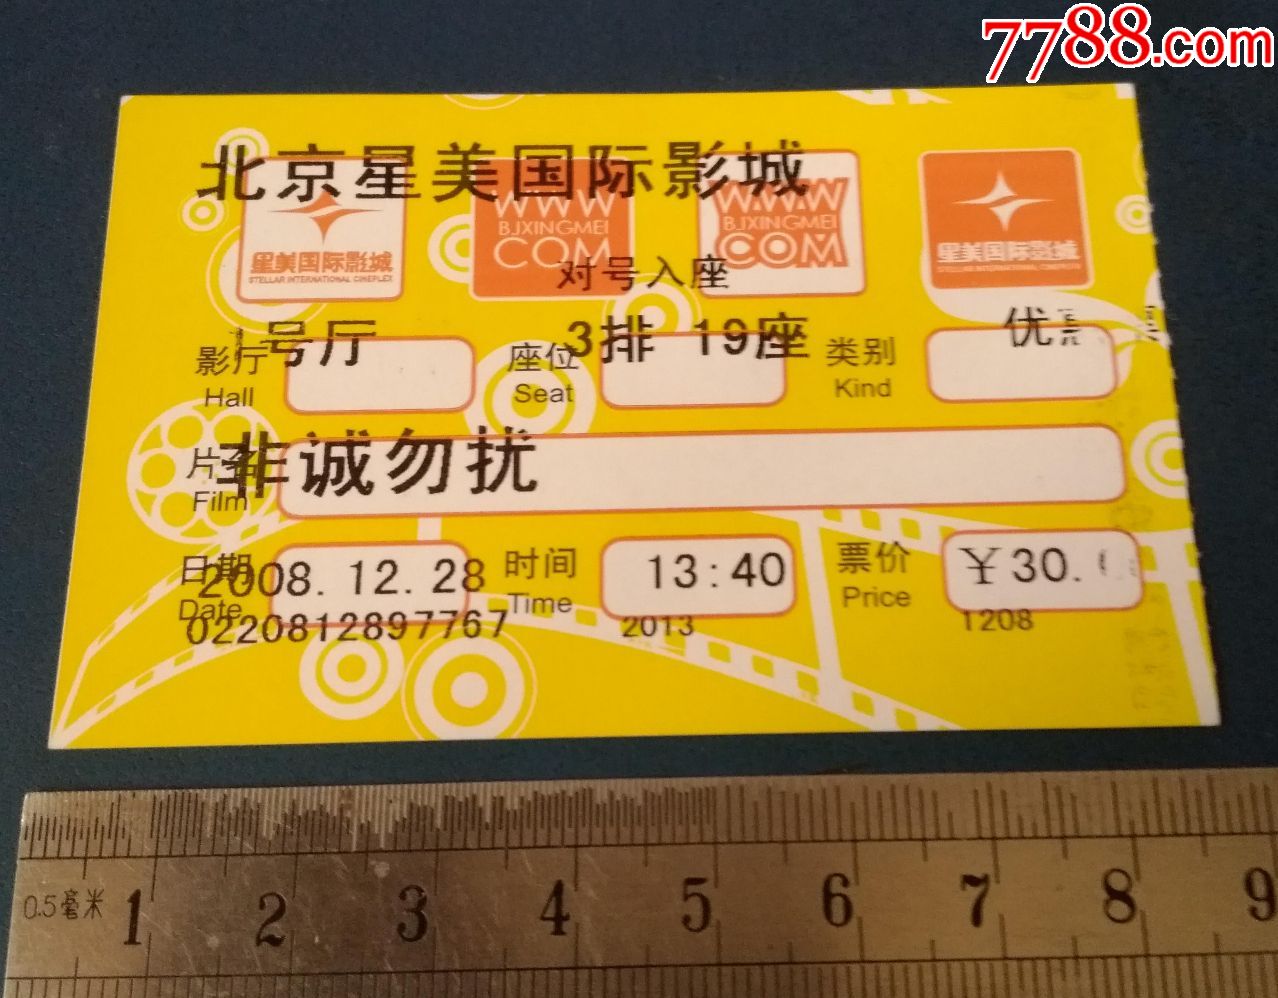 7788.com
北京星美国际影城
星美国际影城
STELLAR INTERNATIONAL CINEPLEX
WWW
BJXINGMEI
COM
WWW
BJXINGMEI
COM
星美国际影城
对号入座
影厅 1号厅 座位 3排 19座 类别 优
Hall Seat Kind
片名 非诚勿扰
Film
日期 2008.12.28 时间 13:40 票价 ￥30.
Date Time Price
0220812897767 2013 1208
0.5毫米 1 2 3 4 5 6 7 8 9